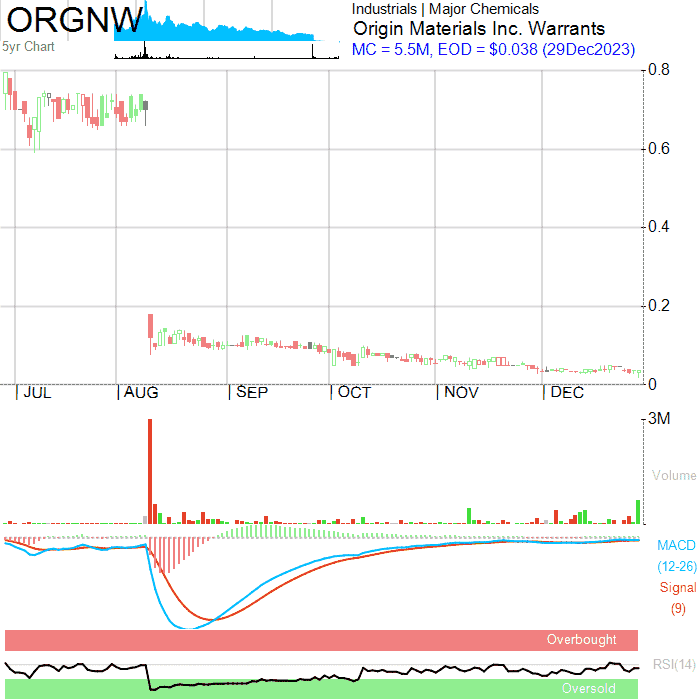 ORGNW
5yr Chart
Industrials | Major Chemicals
Origin Materials Inc. Warrants
MC = 5.5M, EOD = $0.038 (29Dec2023)
0.8
0.6
0.4
0.2
0
JUL AUG SEP OCT NOV DEC
3M
Volume
MACD
(12-26)
Signal
(9)
Overbought
RSI(14)
Oversold